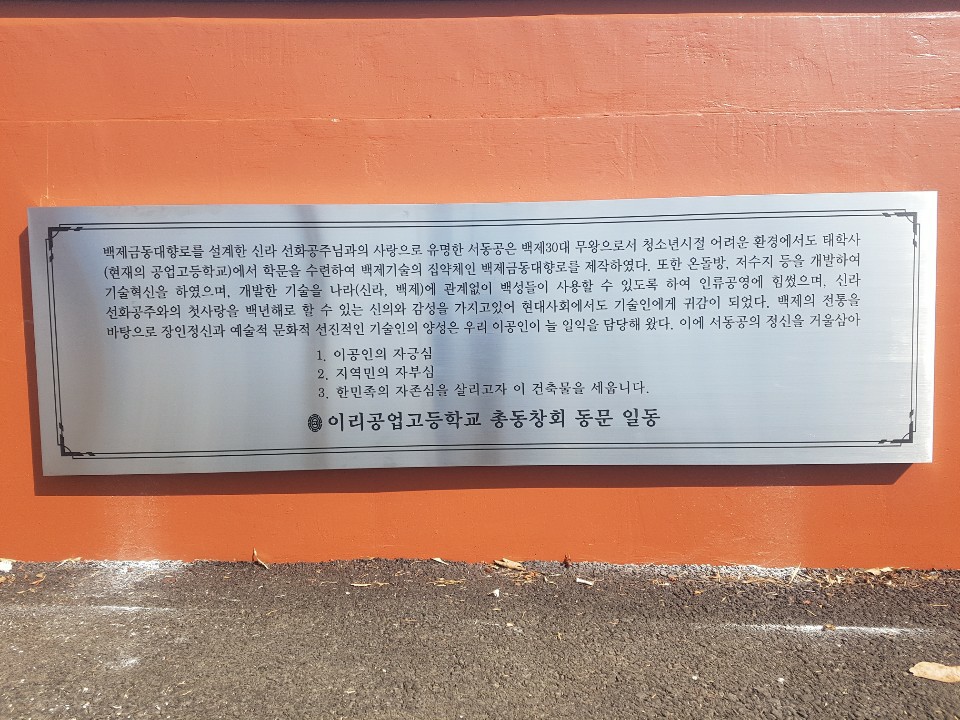 백제금동대향로를 설계한 신라 선화공주님과의 사랑으로 유명한 서동공은 백제30대 무왕으로서 청소년시절 어려운 환경에서도 태학사
(현재의 공업고등학교)에서 학문을 수련하여 백제기술의 집약체인 백제금동대향로를 제작하였다. 또한 온돌방, 저수지 등을 개발하여
기술혁신을 하였으며, 개발한 기술을 나라(신라, 백제)에 관계없이 백성들이 사용할 수 있도록 하여 인류공영에 힘썼으며, 신라
선화공주와의 첫사랑을 백년해로 할 수 있는 신의와 감성을 가지고있어 현대사회에서도 기술인에게 귀감이 되었다. 백제의 전통을
바탕으로 장인정신과 예술적 문화적 선진적인 기술인의 양성은 우리 이공인이 늘 일익을 담당해 왔다. 이에 서동공의 정신을 거울삼아
1. 이공인의 자긍심
2. 지역민의 자부심
3. 한민족의 자존심을 살리고자 이 건축물을 세웁니다.
이리공업고등학교 총동창회 동문 일동